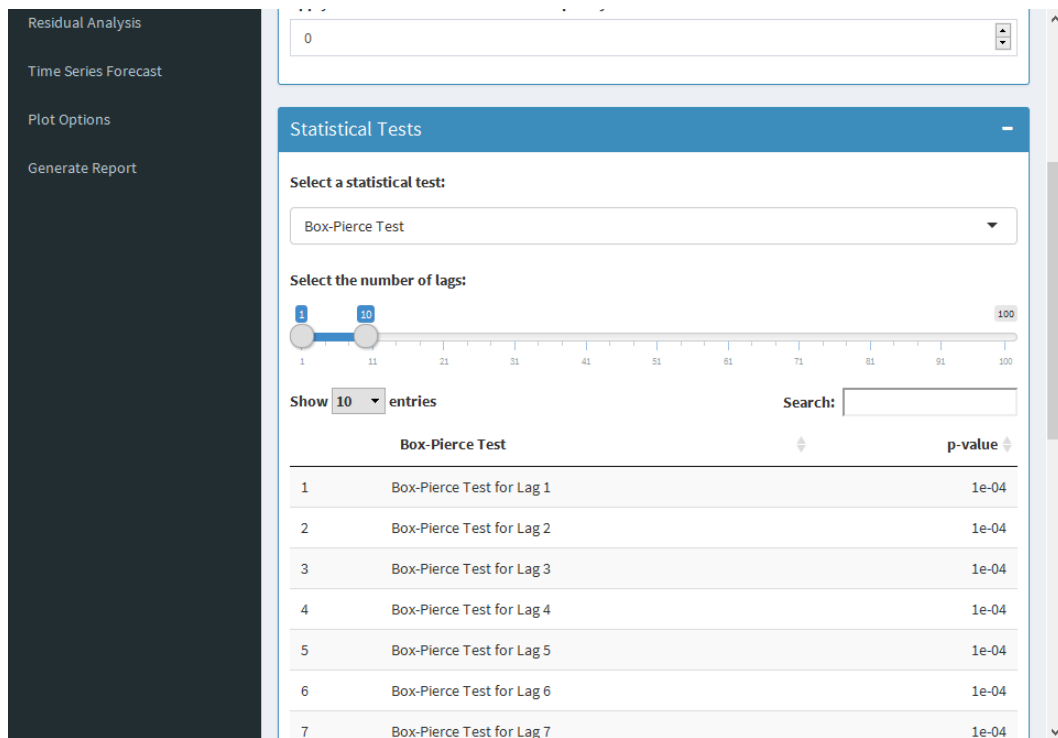 Residual Analysis
Time Series Forecast
Plot Options
Generate Report
0
Statistical Tests
Select a statistical test:
Box-Pierce Test
Select the number of lags:
1 10 100
1 11 21 31 41 51 61 71 81 91 100
Show 10 entries Search:
Box-Pierce Test p-value
1 Box-Pierce Test for Lag 1 1e-04
2 Box-Pierce Test for Lag 2 1e-04
3 Box-Pierce Test for Lag 3 1e-04
4 Box-Pierce Test for Lag 4 1e-04
5 Box-Pierce Test for Lag 5 1e-04
6 Box-Pierce Test for Lag 6 1e-04
7 Box-Pierce Test for Lag 7 1e-04